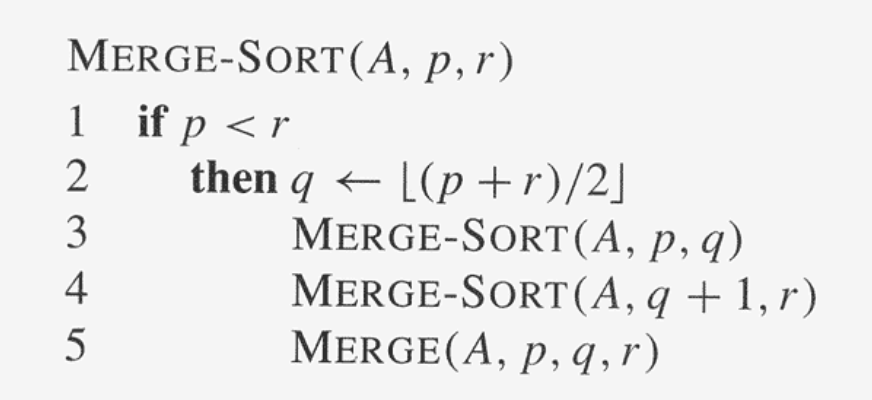 MERGE-SORT(A, p, r)
1 if p < r
2 then q ← ⌊(p + r)/2⌋
3 MERGE-SORT(A, p, q)
4 MERGE-SORT(A, q + 1, r)
5 MERGE(A, p, q, r)